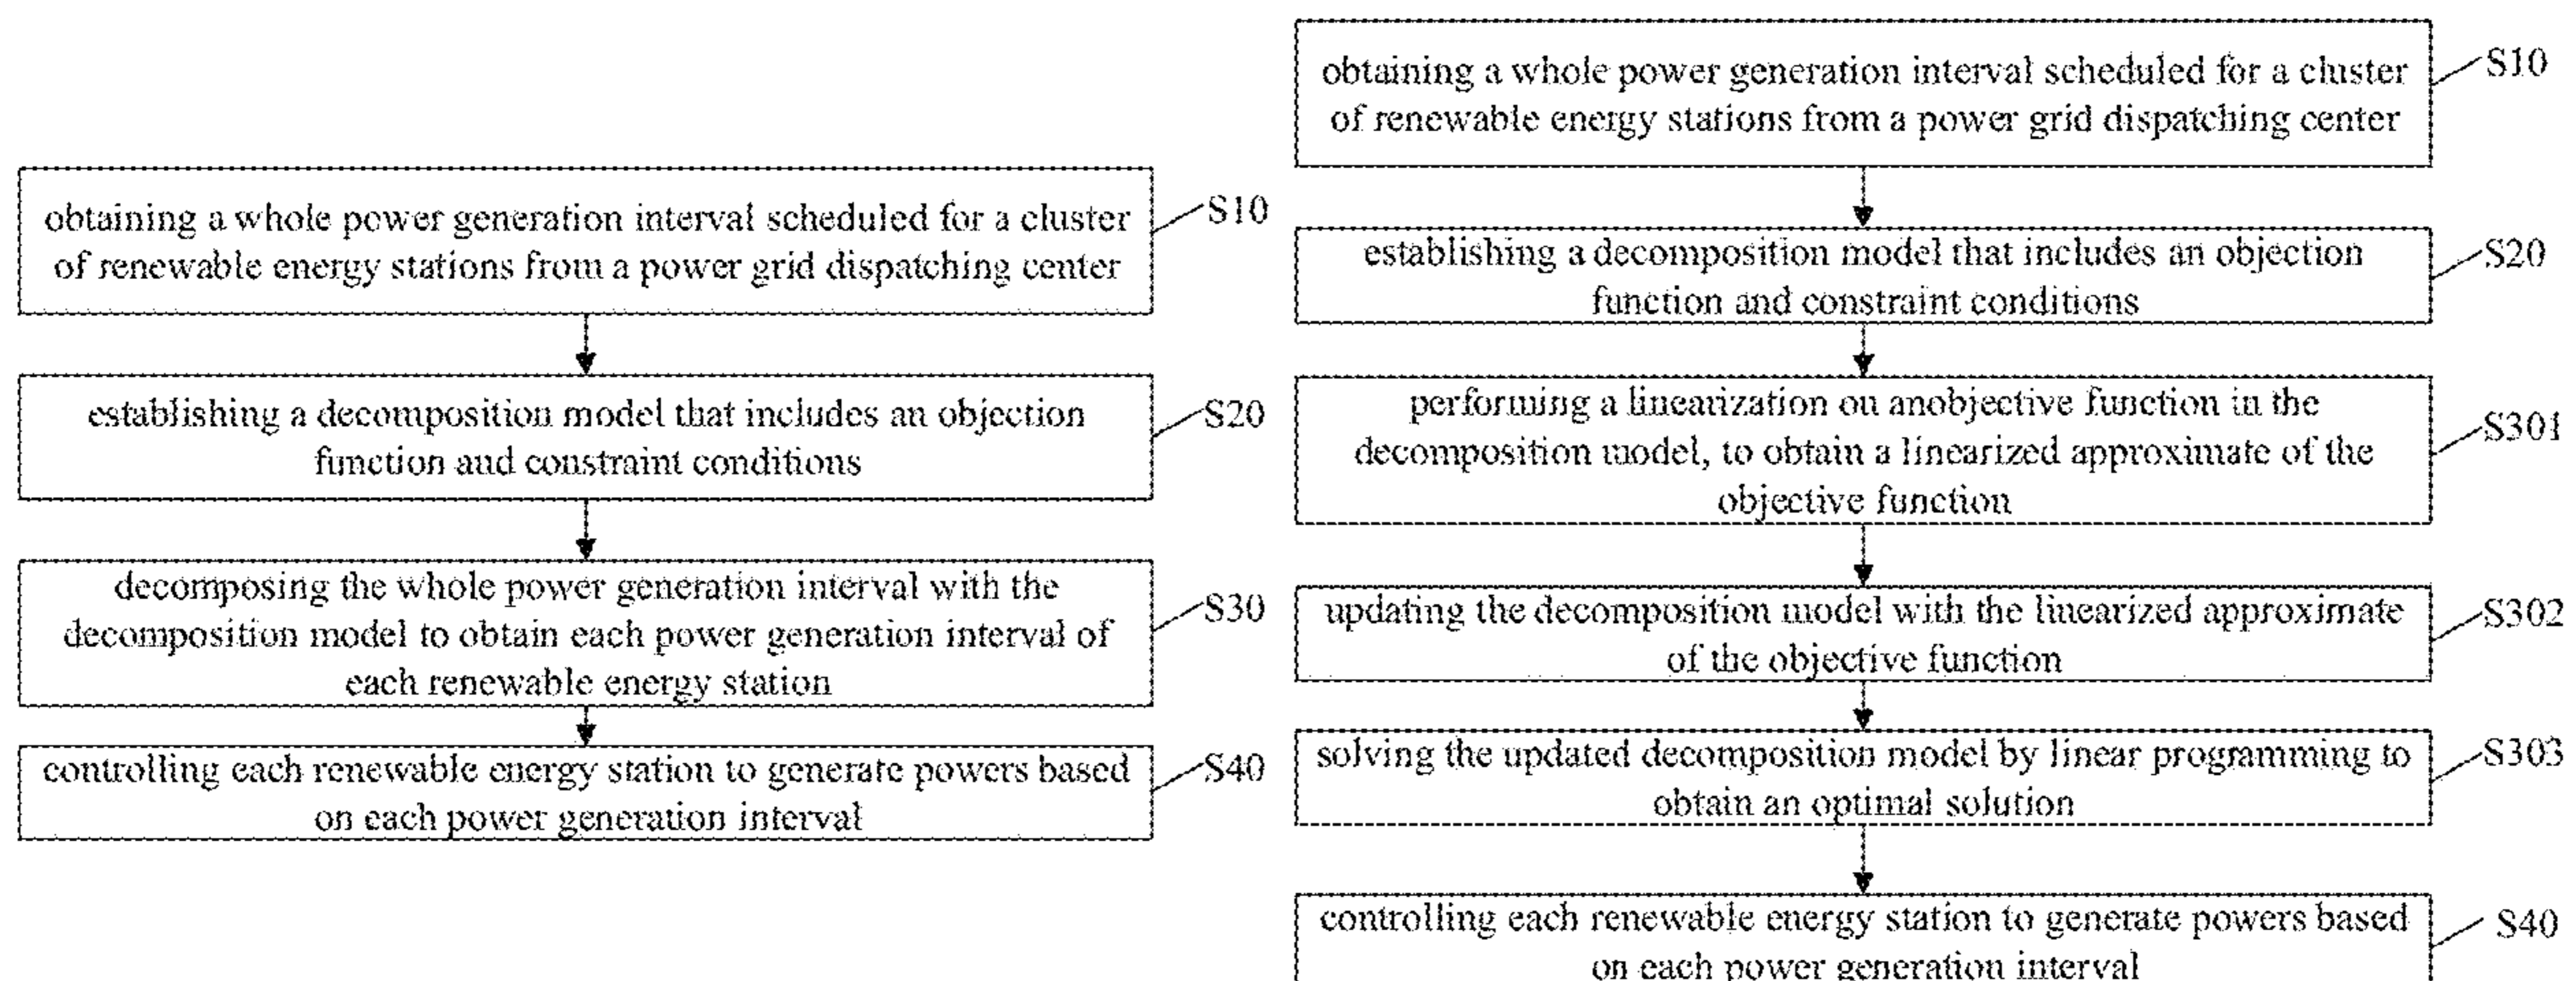 obtaining a whole power generation interval scheduled for a cluster
of renewable energy stations from a power grid dispatching center
S10
establishing a decomposition model that includes an objection
function and constraint conditions
S20
decomposing the whole power generation interval with the
decomposition model to obtain each power generation interval of
each renewable energy station
S30
controlling each renewable energy station to generate powers based
on each power generation interval
S40
obtaining a whole power generation interval scheduled for a cluster
of renewable energy stations from a power grid dispatching center
S10
establishing a decomposition model that includes an objection
function and constraint conditions
S20
performing a linearization on anobjective function in the
decomposition model, to obtain a linearized approximate of the
objective function
S301
updating the decomposition model with the linearized approximate
of the objective function
S302
solving the updated decomposition model by linear programming to
obtain an optimal solution
S303
controlling each renewable energy station to generate powers based
on each power generation interval
S40